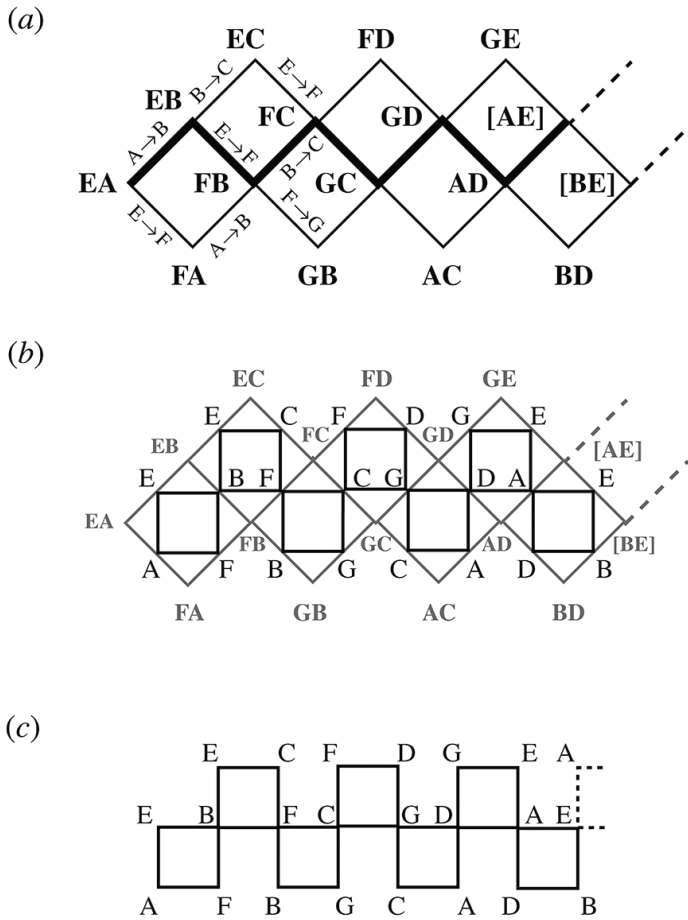 (a)
EC FD GE
B→C E→F
EB FC GD [AE]
A→B E→F B→C
EA FB GC AD [BE]
E→F A→B F→G
FA GB AC BD
(b)
EC FD GE
E C F D G E
EB FC GD [AE]
E B F C G D A E
EA FB GC AD [BE]
A F B G C A D B
FA GB AC BD
(c)
E C F D G E A
E B F C G D A E
A F B G C A D B